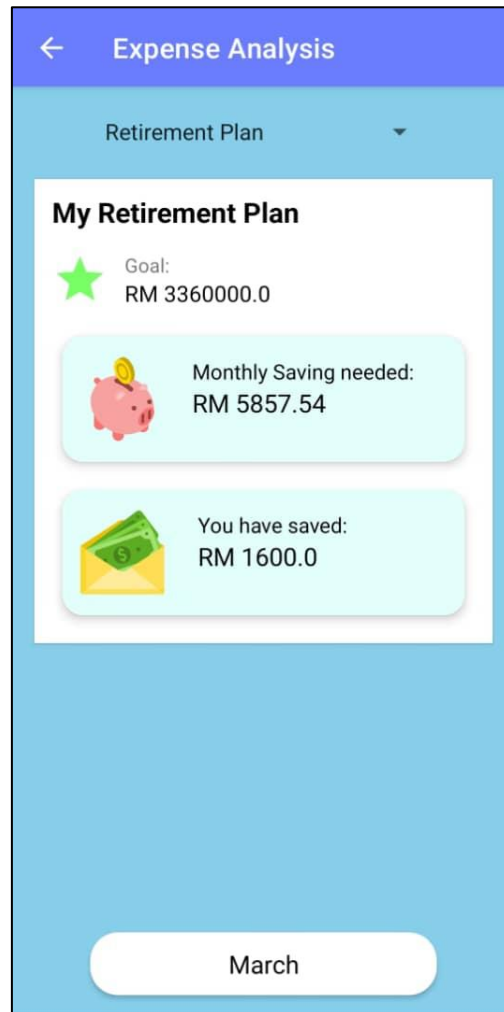 Expense Analysis
Retirement Plan
My Retirement Plan
Goal:
RM 3360000.0
Monthly Saving needed:
RM 5857.54
You have saved:
RM 1600.0
March